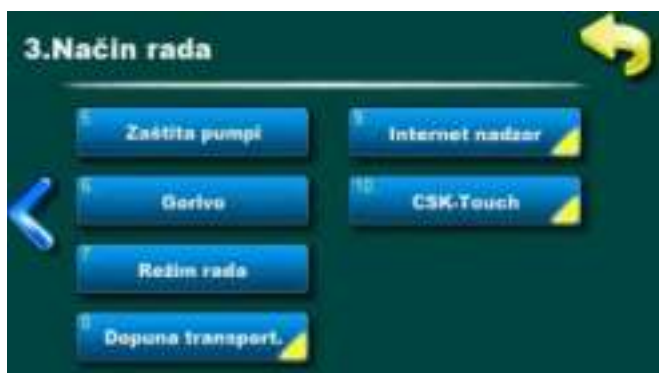 3.Način rada
5
Zaštita pumpi
6
Gorivo
7
Režim rada
8
Dopuna transport.
9
Internet nadzor
10
CSK-Touch